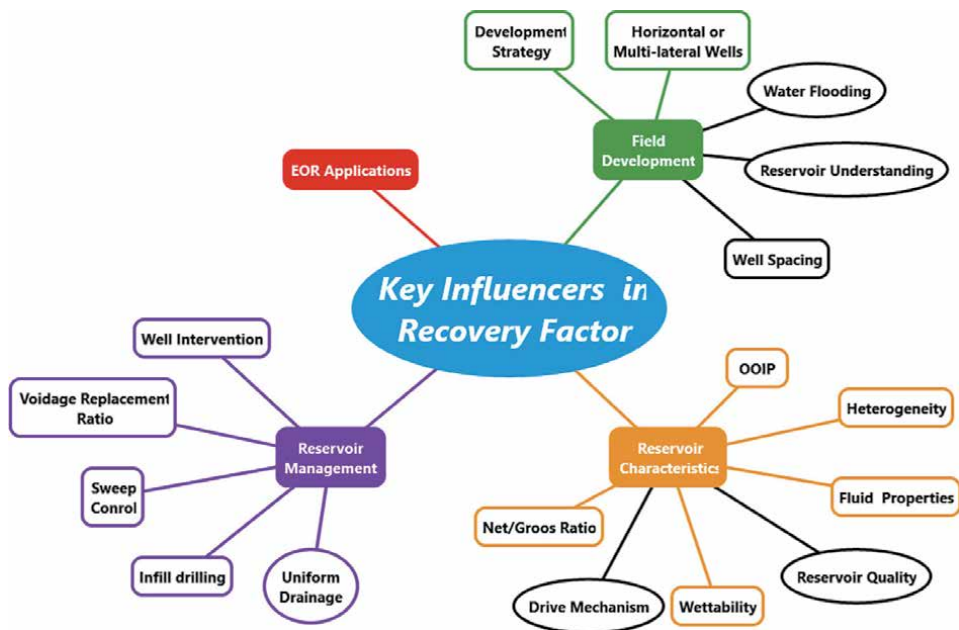 Development
Strategy
Horizontal or
Multi-lateral Wells
Water Flooding
Field
Development
Reservoir Understanding
EOR Applications
Well Spacing
Key Influencers in
Recovery Factor
Well Intervention
OOIP
Voidage Replacement
Ratio
Heterogeneity
Reservoir
Management
Reservoir
Characteristics
Sweep
Conrol
Fluid Properties
Net/Groos Ratio
Infill drilling
Uniform
Drainage
Drive Mechanism
Wettability
Reservoir Quality